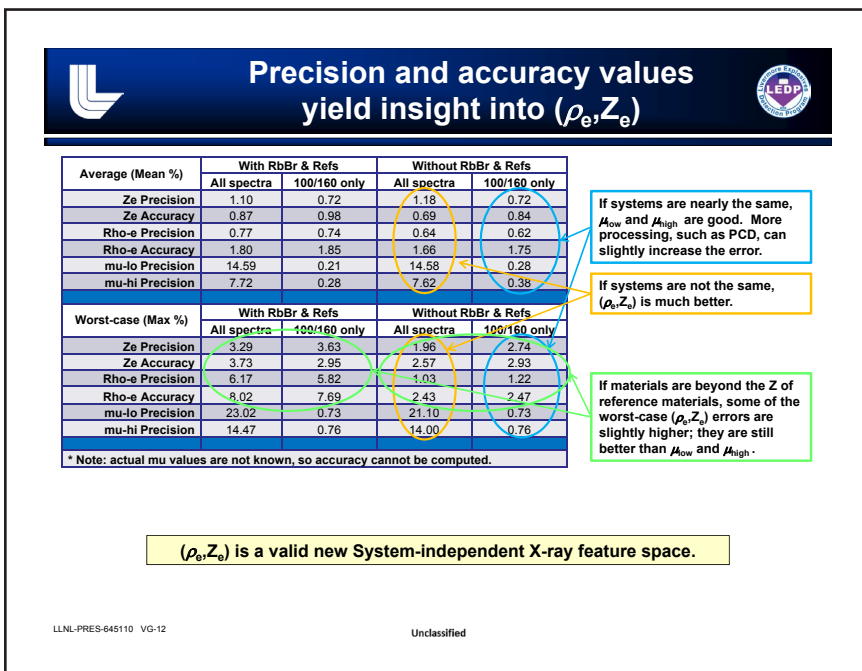 Precision and accuracy values
yield insight into (ρe,Ze)
Livermore Explosives
LEDP
Detection Program
Average (Mean %) With RbBr & Refs Without RbBr & Refs
All spectra 100/160 only All spectra 100/160 only
Ze Precision 1.10 0.72 1.18 0.72
Ze Accuracy 0.87 0.98 0.69 0.84
Rho-e Precision 0.77 0.74 0.64 0.62
Rho-e Accuracy 1.80 1.85 1.66 1.75
mu-lo Precision 14.59 0.21 14.58 0.28
mu-hi Precision 7.72 0.28 7.62 0.38
Worst-case (Max %) With RbBr & Refs Without RbBr & Refs
All spectra 100/160 only All spectra 100/160 only
Ze Precision 3.29 3.63 1.96 2.74
Ze Accuracy 3.73 2.95 2.57 2.93
Rho-e Precision 6.17 5.82 1.03 1.22
Rho-e Accuracy 8.02 7.69 2.43 2.47
mu-lo Precision 23.02 0.73 21.10 0.73
mu-hi Precision 14.47 0.76 14.00 0.76
* Note: actual mu values are not known, so accuracy cannot be computed.
If systems are nearly the same,
μlow and μhigh are good. More
processing, such as PCD, can
slightly increase the error.
If systems are not the same,
(ρe,Ze) is much better.
If materials are beyond the Z of
reference materials, some of the
worst-case (ρe,Ze) errors are
slightly higher; they are still
better than μlow and μhigh .
(ρe,Ze) is a valid new System-independent X-ray feature space.
LLNL-PRES-645110 VG-12
Unclassified